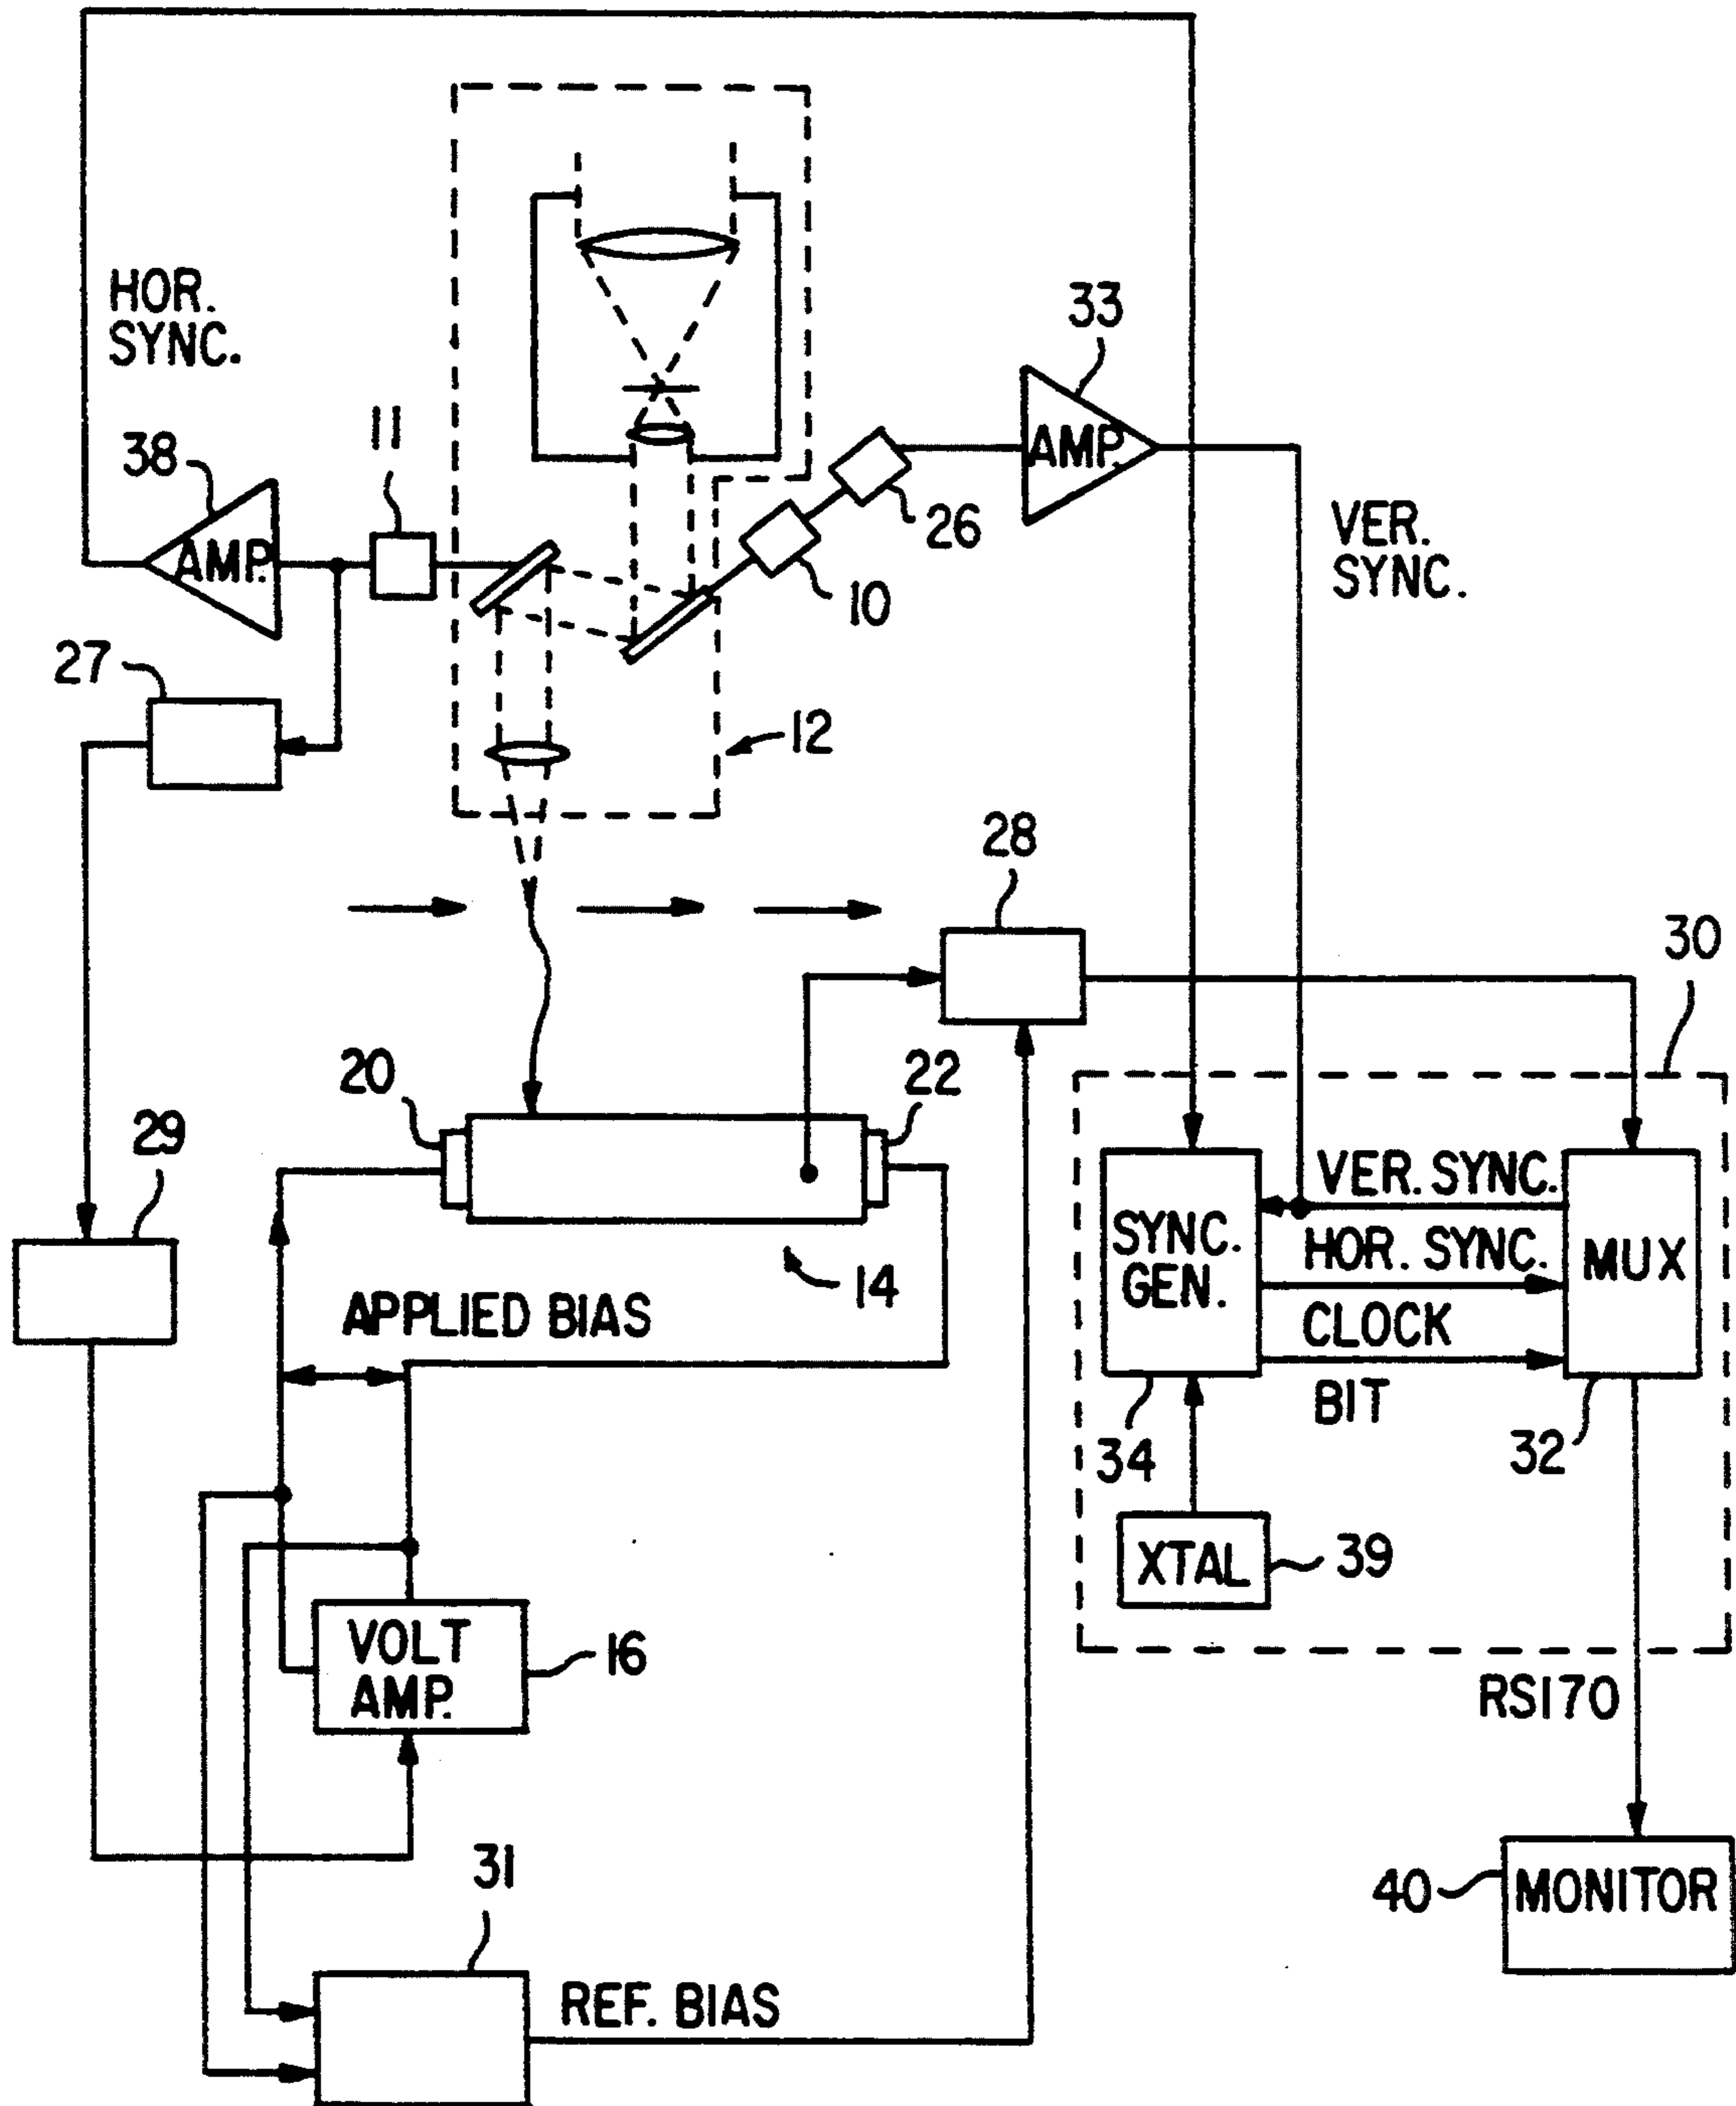 HOR.
SYNC.
33
11
38
AMP.
AMP.
26
VER.
SYNC.
10
27
12
28
30
20
22
29
VER. SYNC.
SYNC.
GEN.
HOR. SYNC.
MUX
14
APPLIED BIAS
CLOCK
BIT
34
32
XTAL
39
VOLT
AMP.
16
RS170
31
40
MONITOR
REF. BIAS